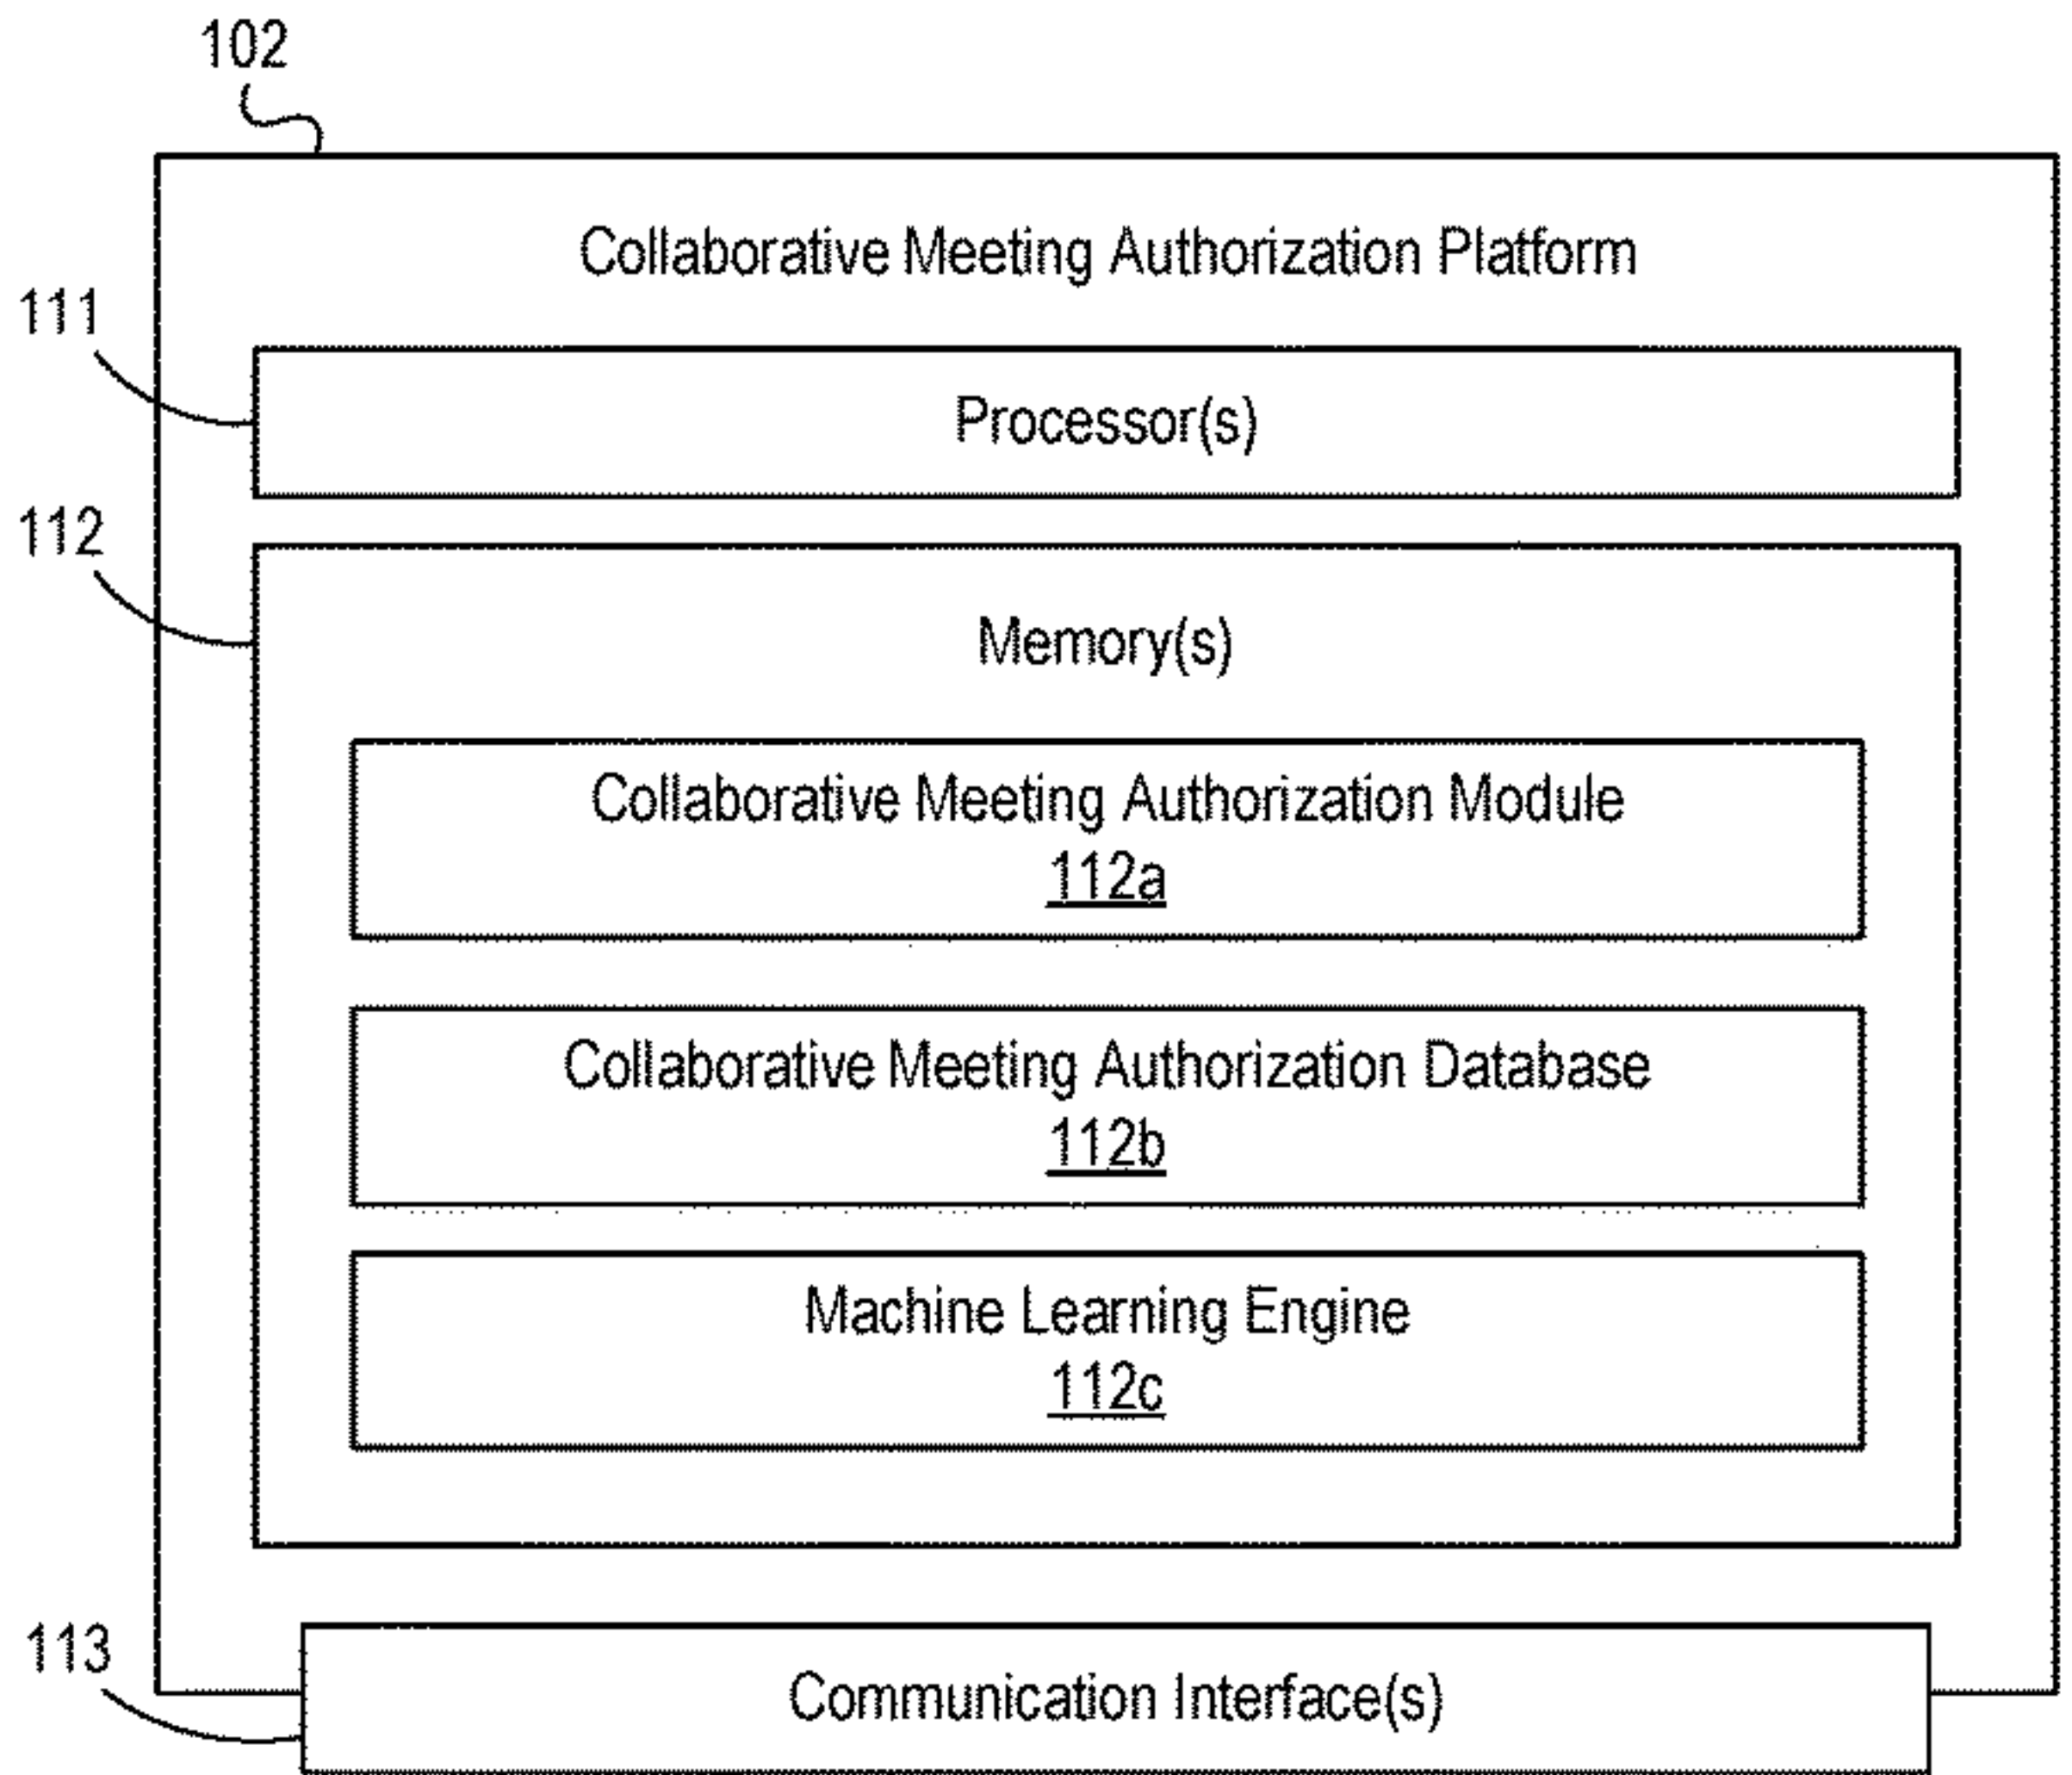 102
Collaborative Meeting Authorization Platform
111
Processor(s)
112
Memory(s)
Collaborative Meeting Authorization Module
112a
Collaborative Meeting Authorization Database
112b
Machine Learning Engine
112c
113
Communication Interface(s)